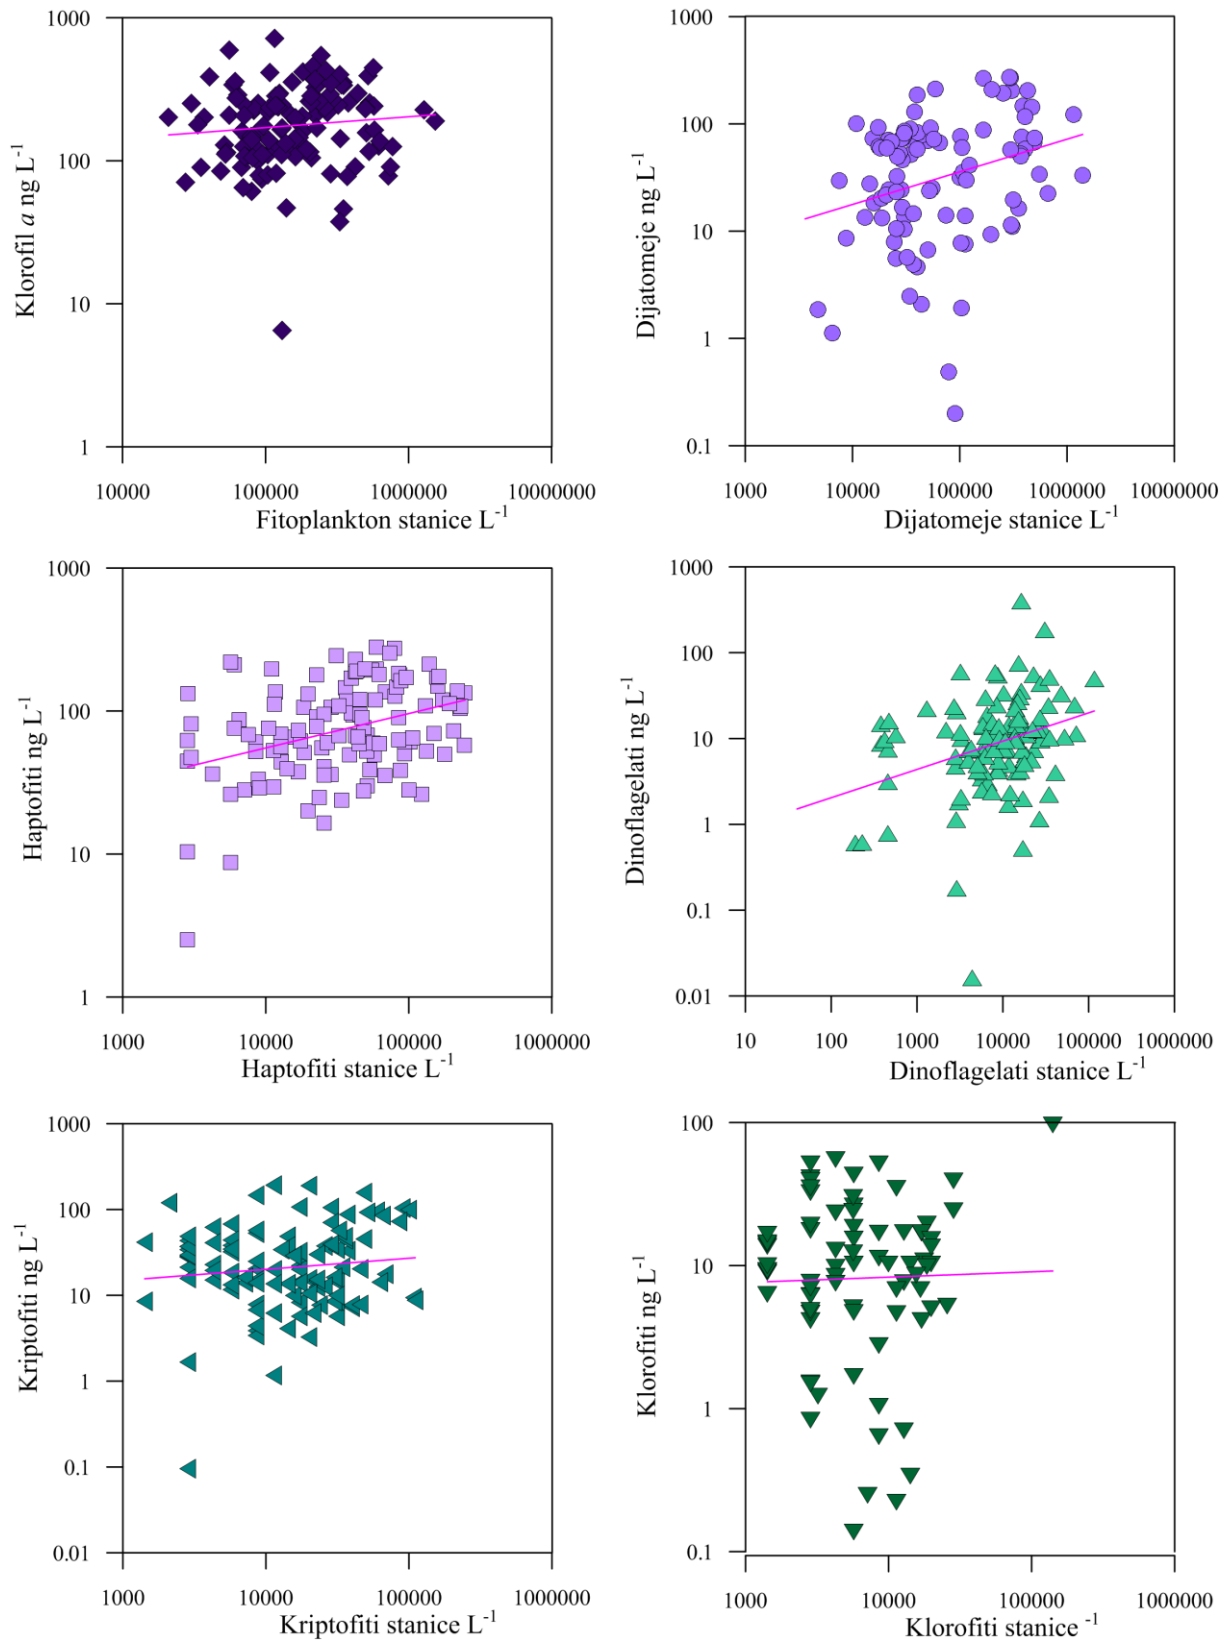 1000
100
10
1
Klorofil a ng L-1
10000 100000 1000000 10000000
Fitoplankton stanice L-1
1000
100
10
1
0.1
Dijatomeje ng L-1
1000 10000 100000 1000000 10000000
Dijatomeje stanice L-1
1000
100
10
1
Haptofiti ng L-1
1000 10000 100000 1000000
Haptofiti stanice L-1
1000
100
10
1
0.1
0.01
Dinoflagelati ng L-1
10 100 1000 10000 100000 1000000
Dinoflagelati stanice L-1
1000
100
10
1
0.1
0.01
Kriptofiti ng L-1
1000 10000 100000 1000000
Kriptofiti stanice L-1
100
10
1
0.1
Klorofiti ng L-1
1000 10000 100000 1000000
Klorofiti stanice -1